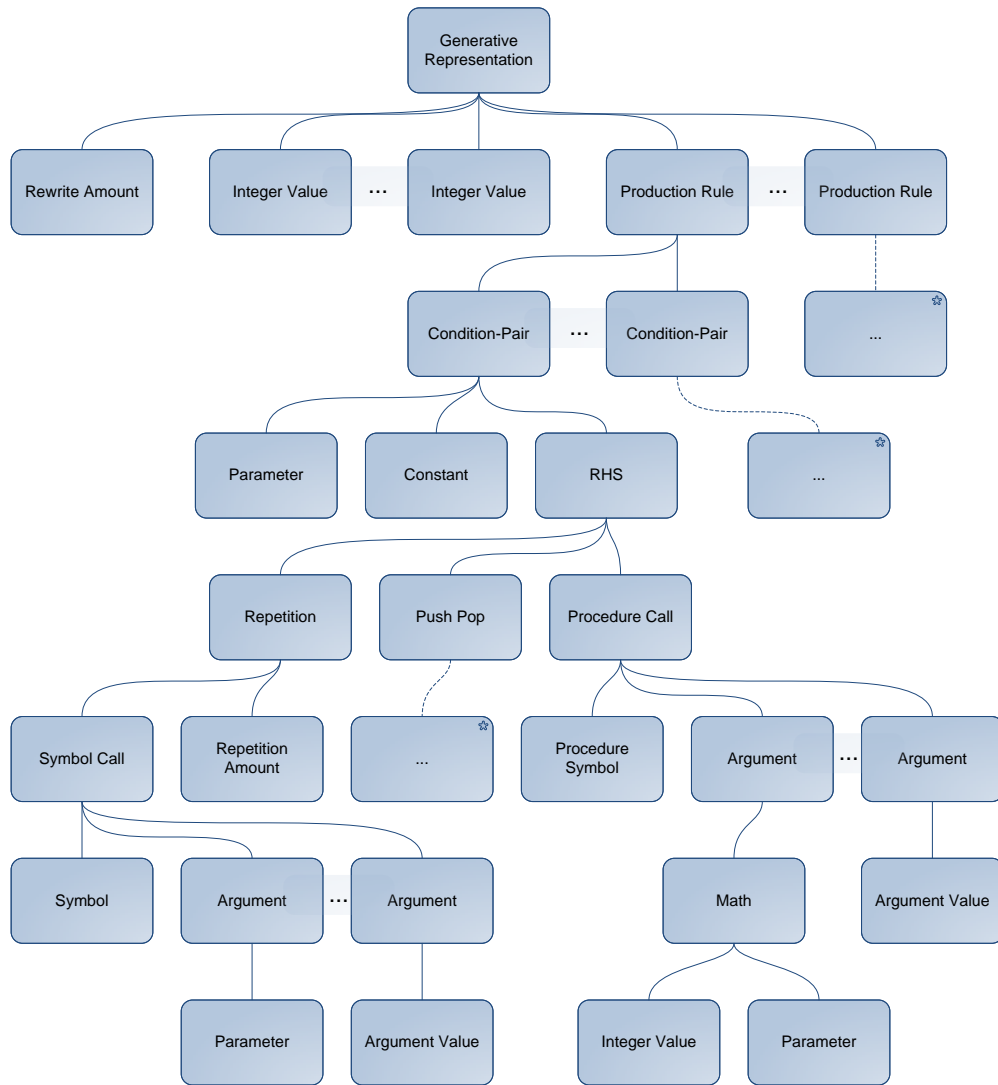 Generative
Representation
Rewrite Amount
Integer Value
...
Integer Value
Production Rule
...
Production Rule
Condition-Pair
...
Condition-Pair
...
Parameter
Constant
RHS
...
Repetition
Push Pop
Procedure Call
Symbol Call
Repetition
Amount
...
Procedure
Symbol
Argument
...
Argument
Symbol
Argument
...
Argument
Math
Argument Value
Parameter
Argument Value
Integer Value
Parameter